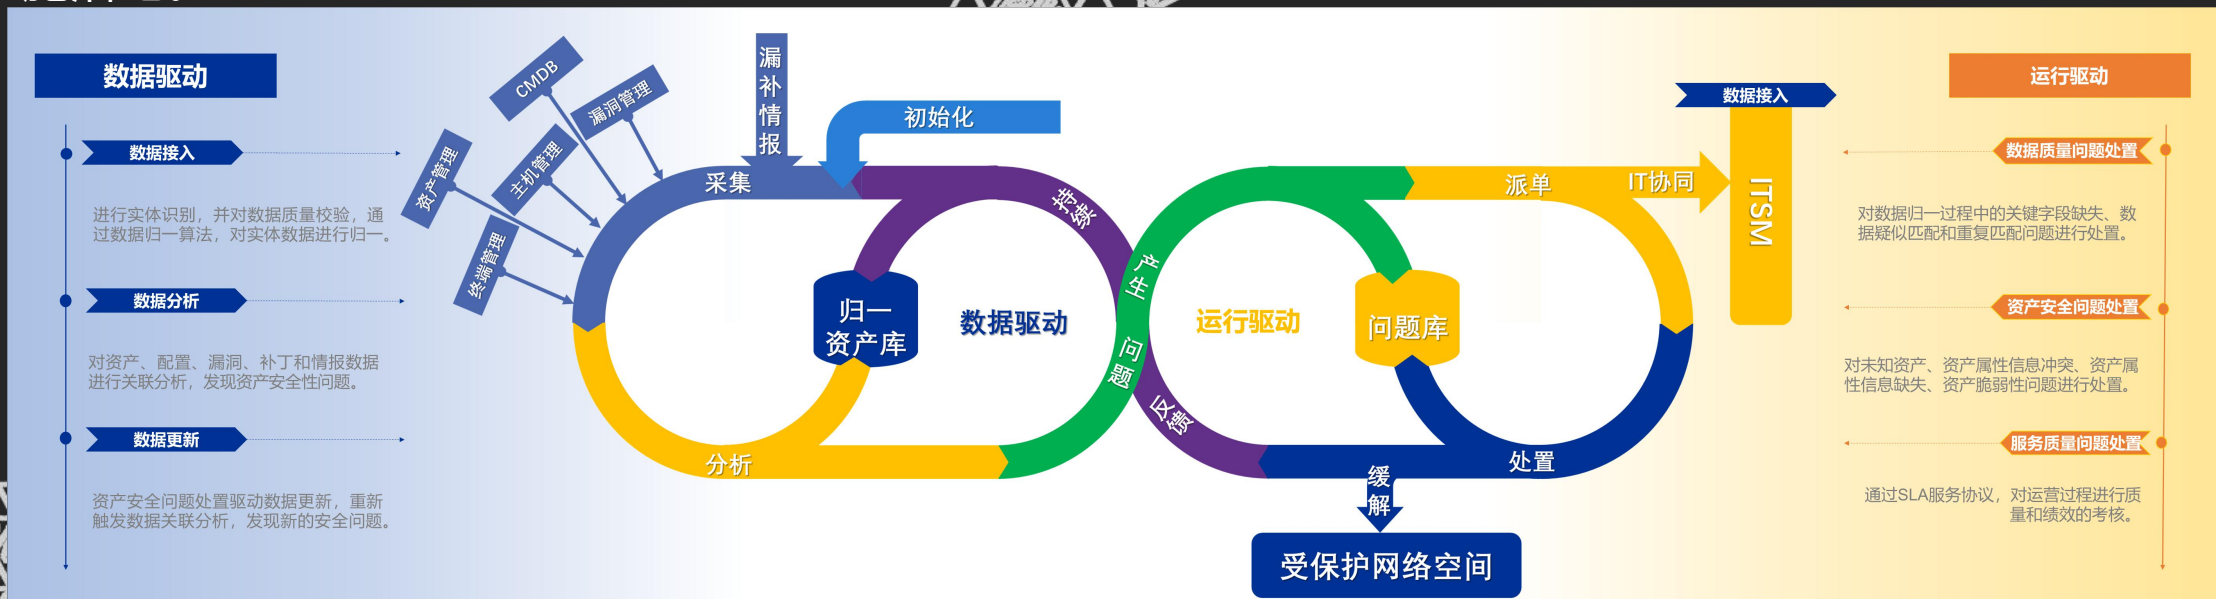 数据驱动
数据接入
进行实体识别，并对数据质量校验，通
过数据归一算法，对实体数据进行归一。
数据分析
对资产、配置、漏洞、补丁和情报数据
进行关联分析，发现资产安全性问题。
数据更新
资产安全问题处置驱动数据更新，重新
触发数据关联分析，发现新的安全问题。
CMDB
漏洞管理
资产管理
主机管理
终端管理
漏补情报
初始化
采集
持续
归一
资产库
数据驱动
分析
产生
问题
反馈
运行驱动
问题库
派单
IT协同
数据接入
ITSM
处置
缓解
受保护网络空间
运行驱动
数据质量问题处置
对数据归一过程中的关键字段缺失、数
据疑似匹配和重复匹配问题进行处置。
资产安全问题处置
对未知资产、资产属性信息冲突、资产属
性信息缺失、资产脆弱性问题进行处置。
服务质量问题处置
通过SLA服务协议，对运营过程进行质
量和绩效的考核。